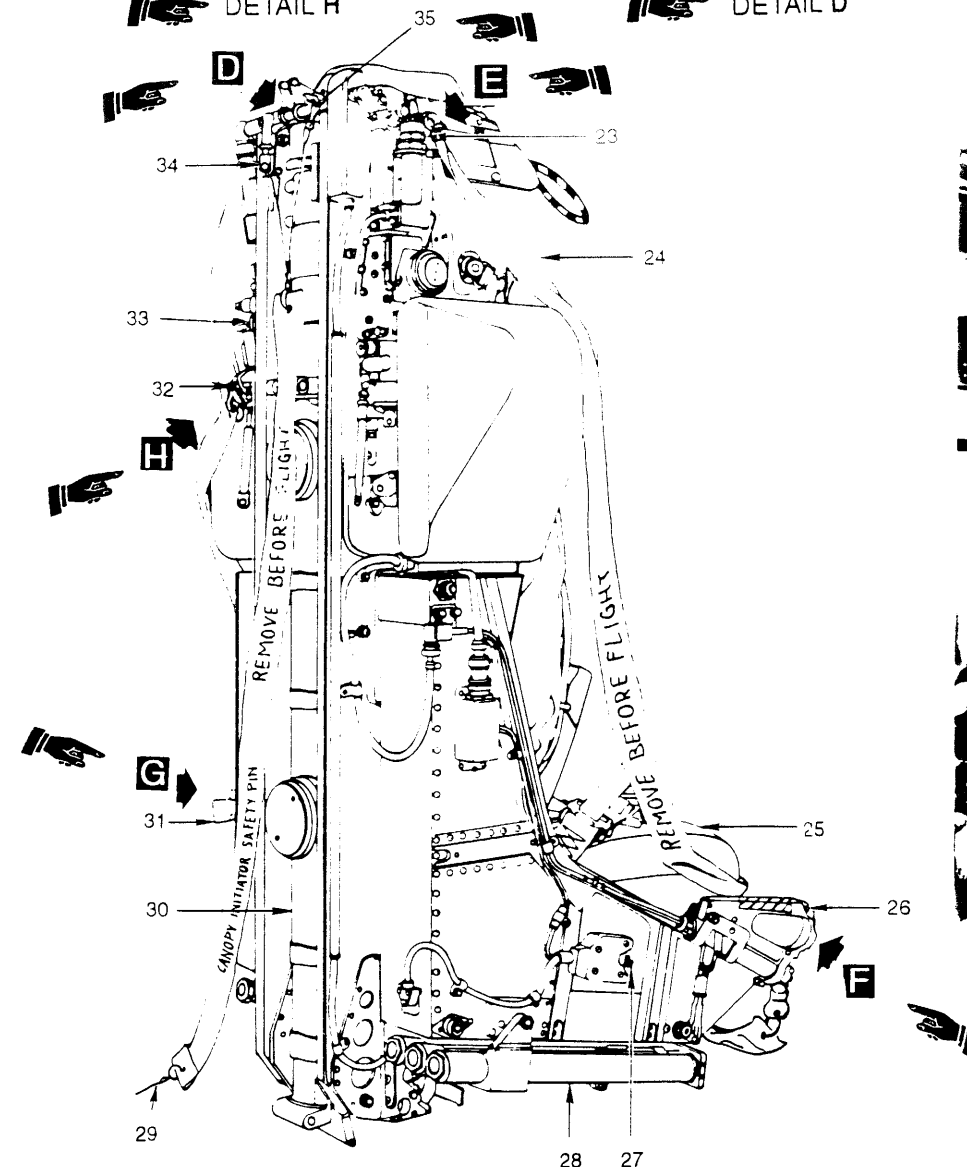 DETAIL H
DETAIL D
35
D
E
23
34
24
33
32
H
REMOVE BEFORE FLIGHT
REMOVE BEFORE FLIGHT
G
31
CANOPY INITIATOR SAFETY PIN
25
30
26
F
29
28
27